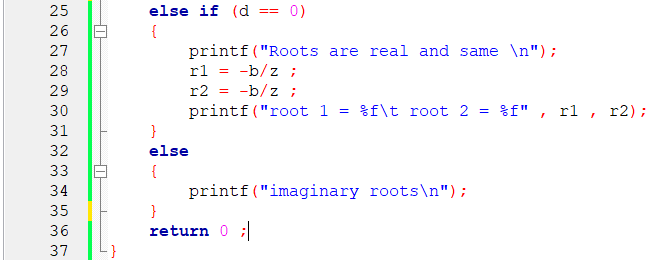 25 else if (d == 0)
26 {
27 printf("Roots are real and same \n");
28 r1 = -b/z ;
29 r2 = -b/z ;
30 printf("root 1 = %f\t root 2 = %f" , r1 , r2);
31 }
32 else
33 {
34 printf("imaginary roots\n");
35 }
36 return 0 ;
37 }